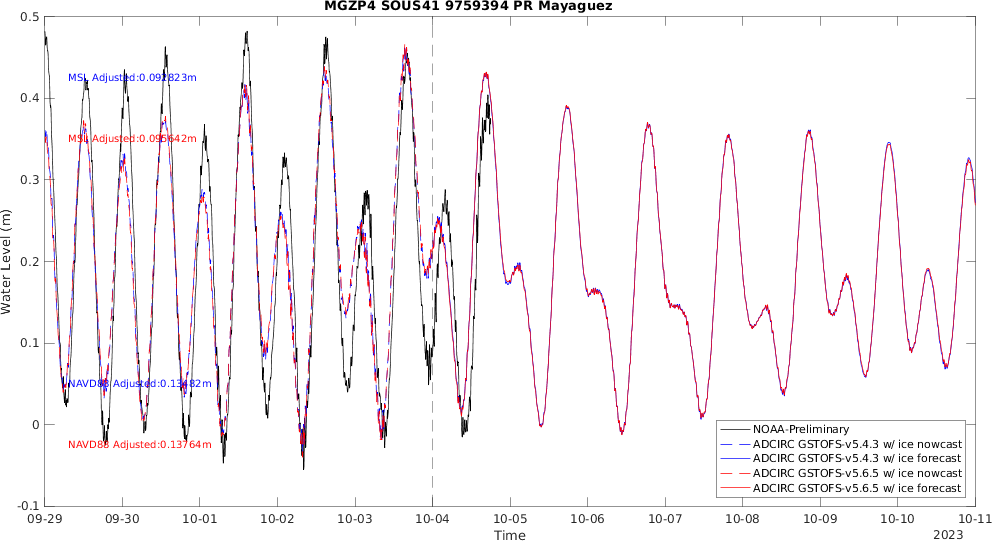 MGZP4 SOUS41 9759394 PR Mayaguez
Water Level (m)
0.5
0.4
0.3
0.2
0.1
0
-0.1
MSL Adjusted:0.092823m
MSL Adjusted:0.095642m
NAVD88 Adjusted:0.13482m
NAVD88 Adjusted:0.13764m
NOAA-Preliminary
ADCIRC GSTOFS-v5.4.3 w/ ice nowcast
ADCIRC GSTOFS-v5.4.3 w/ ice forecast
ADCIRC GSTOFS-v5.6.5 w/ ice nowcast
ADCIRC GSTOFS-v5.6.5 w/ ice forecast
09-29 09-30 10-01 10-02 10-03 10-04 10-05 10-06 10-07 10-08 10-09 10-10 10-11
Time
2023